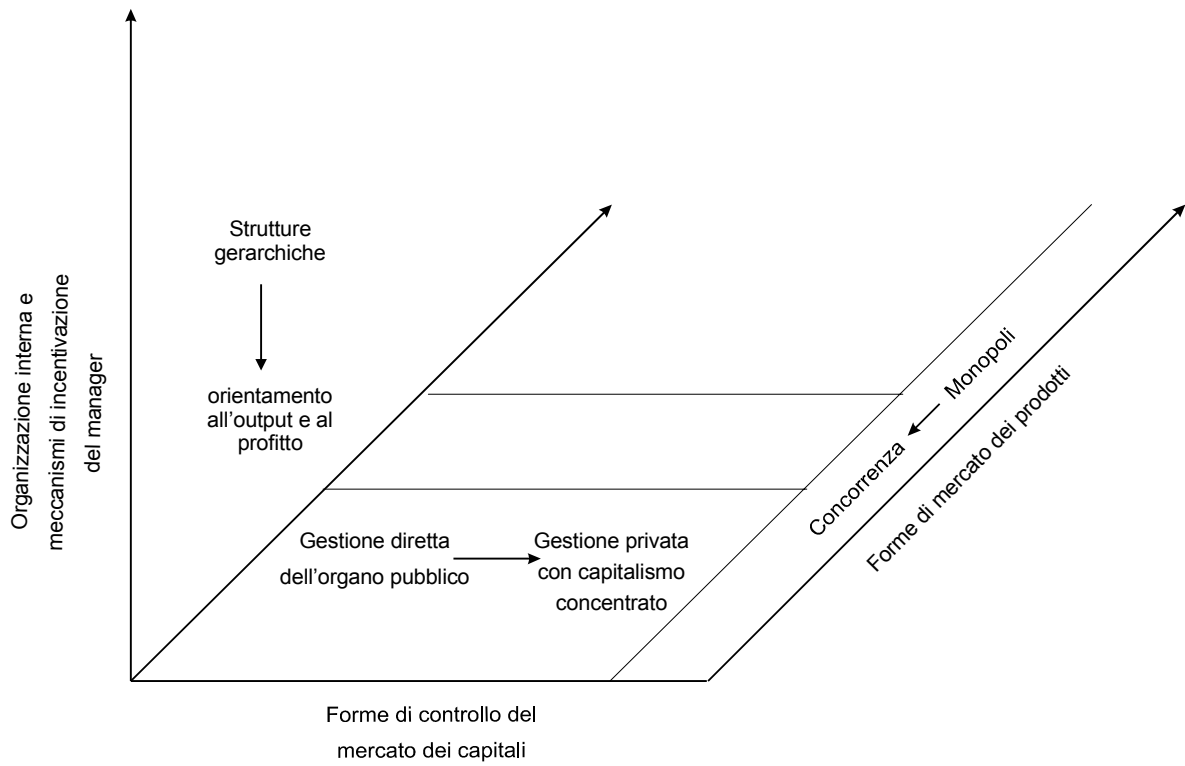 Strutture
gerarchiche
orientamento
all’output e al
profitto
Organizzazione interna e
meccanismi di incentivazione
del manager
Gestione diretta
dell'organo pubblico
Gestione privata
con capitalismo
concentrato
Monopoli
Concorrenza
Forme di mercato dei prodotti
Forme di controllo del
mercato dei capitali